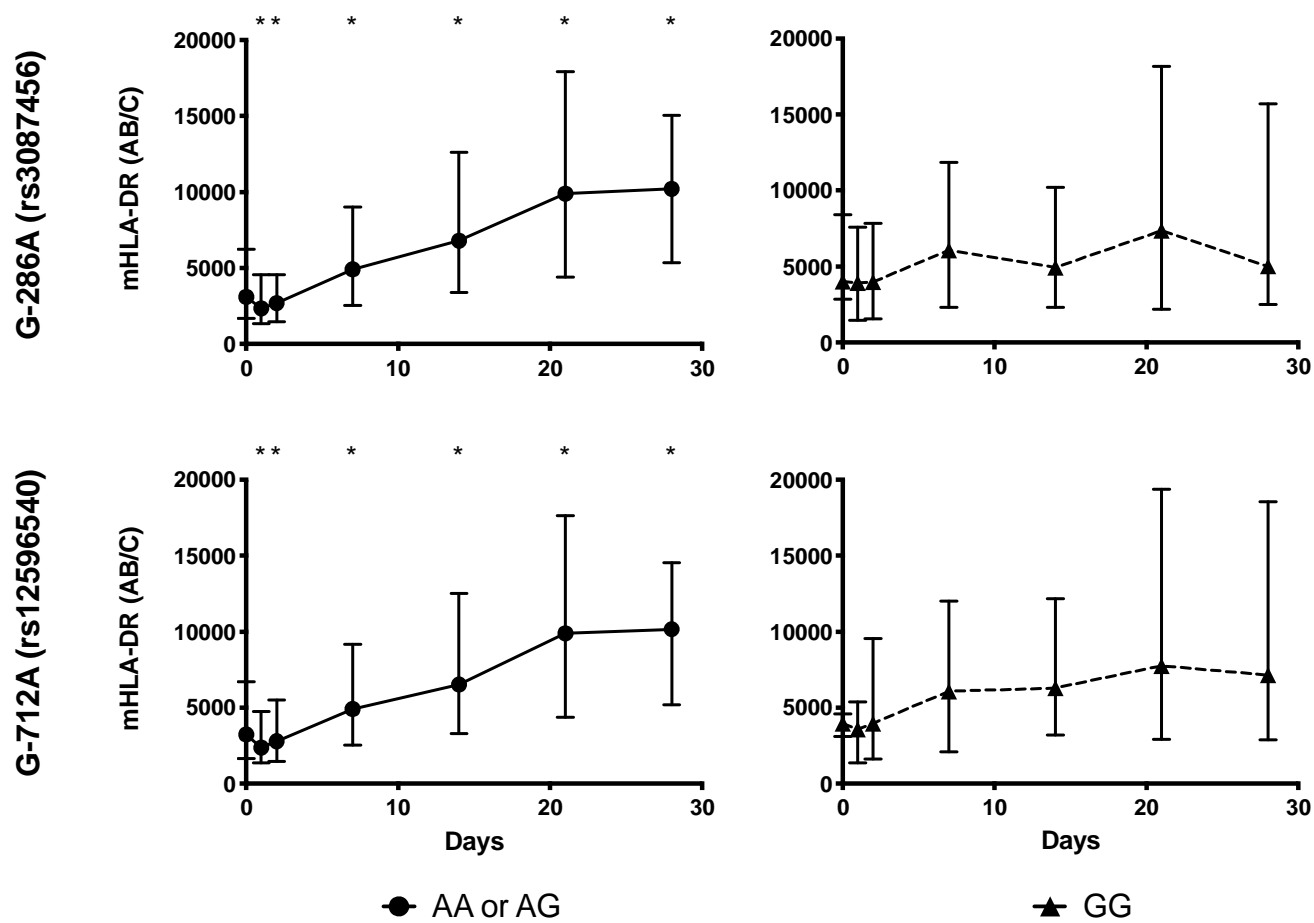 G-286A (rs3087456)
mHLA-DR (AB/C)
* * * * * *
20000
15000
10000
5000
0
0 10 20 30
20000
15000
10000
5000
0
0 10 20 30
G-712A (rs12596540)
mHLA-DR (AB/C)
* * * * * *
20000
15000
10000
5000
0
0 10 20 30
Days
20000
15000
10000
5000
0
0 10 20 30
Days
AA or AG
GG